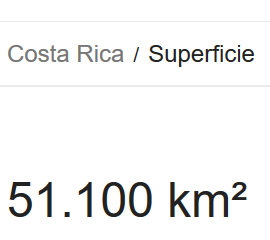 Costa Rica / Superficie
51.100 km²